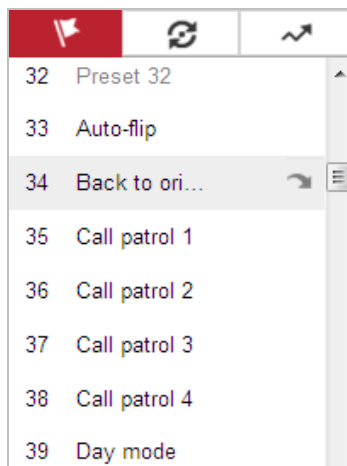 32 Preset 32
33 Auto-flip
34 Back to ori...
35 Call patrol 1
36 Call patrol 2
37 Call patrol 3
38 Call patrol 4
39 Day mode